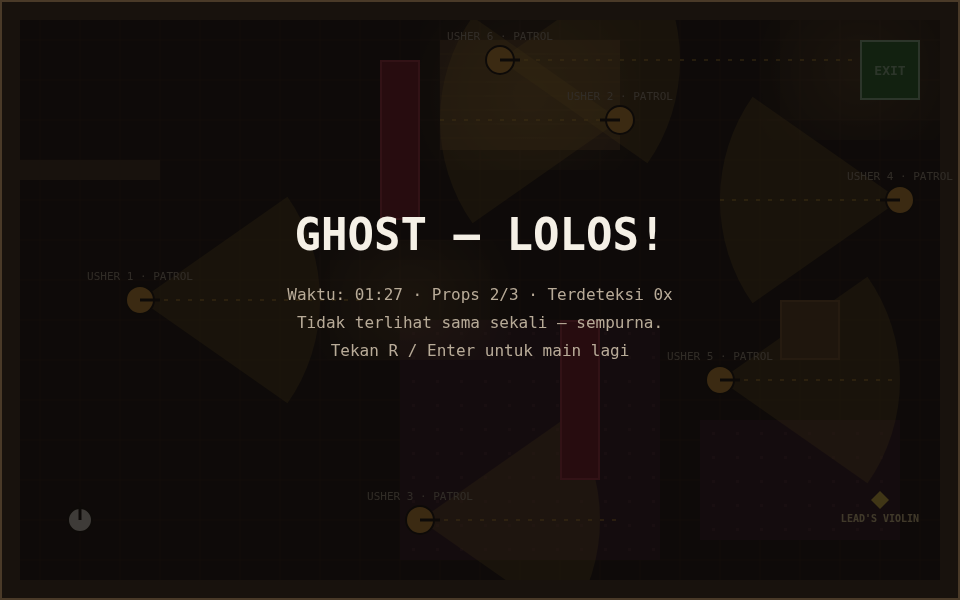 USHER 6 · PATROL
EXIT
USHER 2 · PATROL
USHER 4 · PATROL
GHOST — LOLOS!
USHER 1 · PATROL
Waktu: 01:27 · Props 2/3 · Terdeteksi 0x
Tidak terlihat sama sekali — sempurna.
Tekan R / Enter untuk main lagi
USHER 5 · PATROL
USHER 3 · PATROL
LEAD'S VIOLIN